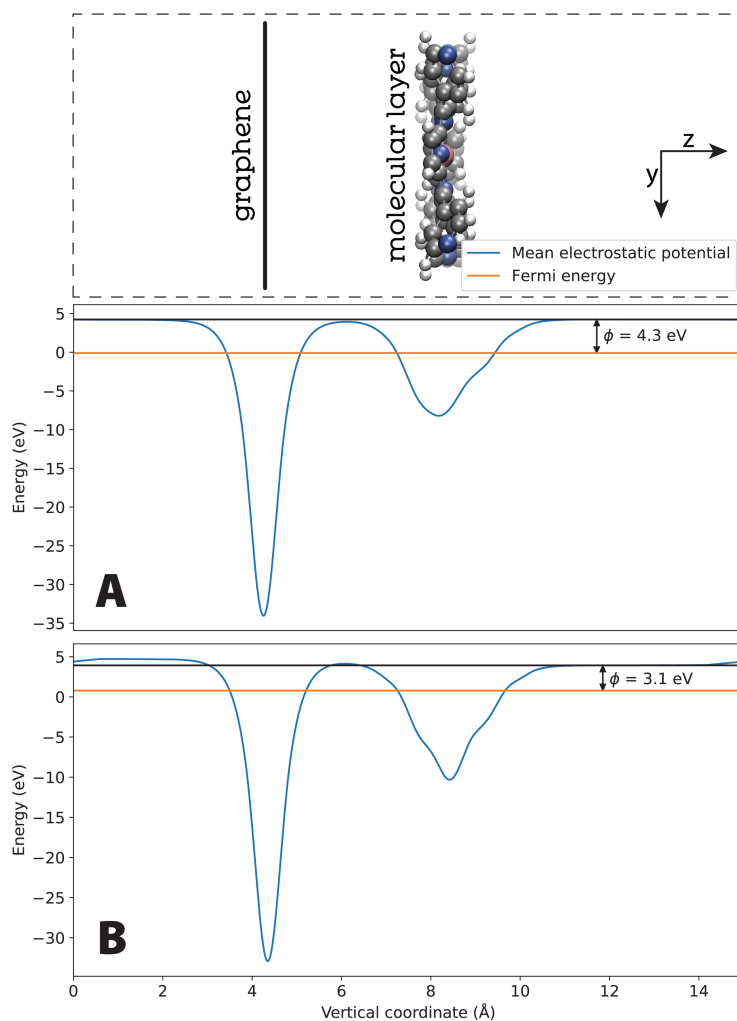 graphene
molecular layer
z
y
Mean electrostatic potential
Fermi energy
5
0
−5
−10
−15
−20
−25
−30
−35
Energy (eV)
ϕ = 4.3 eV
A
5
0
−5
−10
−15
−20
−25
−30
Energy (eV)
ϕ = 3.1 eV
B
0 2 4 6 8 10 12 14
Vertical coordinate (Å)